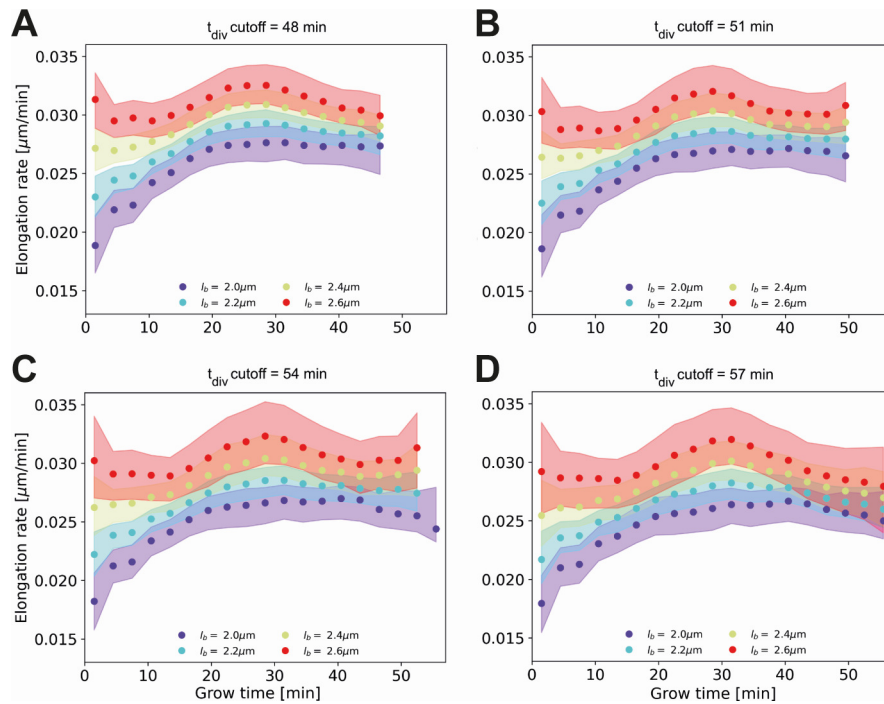 A
t_div cutoff = 48 min
B
t_div cutoff = 51 min
Elongation rate [µm/min]
0.035
0.030
0.025
0.020
0.015
l_b = 2.0µm
l_b = 2.4µm
l_b = 2.2µm
l_b = 2.6µm
0 10 20 30 40 50
0.035
0.030
0.025
0.020
0.015
l_b = 2.0µm
l_b = 2.4µm
l_b = 2.2µm
l_b = 2.6µm
0 10 20 30 40 50
C
t_div cutoff = 54 min
D
t_div cutoff = 57 min
Elongation rate [µm/min]
0.035
0.030
0.025
0.020
0.015
l_b = 2.0µm
l_b = 2.4µm
l_b = 2.2µm
l_b = 2.6µm
0 10 20 30 40 50
Grow time [min]
0.035
0.030
0.025
0.020
0.015
l_b = 2.0µm
l_b = 2.4µm
l_b = 2.2µm
l_b = 2.6µm
0 10 20 30 40 50
Grow time [min]